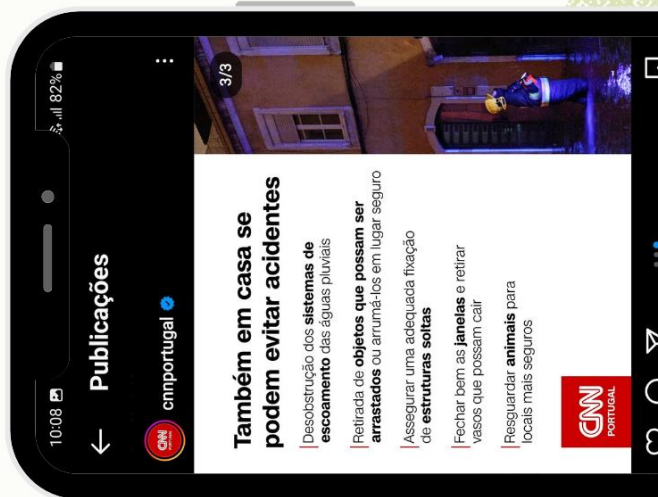 10:08
82%
Publicações
CNN
PORTUGAL
cnnportugal
3/3
Também em casa se
podem evitar acidentes
Desobstrução dos sistemas de
escoamento das águas pluviais
Retirada de objetos que possam ser
arrastados ou arrumá-los em lugar seguro
Assegurar uma adequada fixação
de estruturas soltas
Fechar bem as janelas e retirar
vasos que possam cair
Resguardar animais para
locais mais seguros
CNN
PORTUGAL